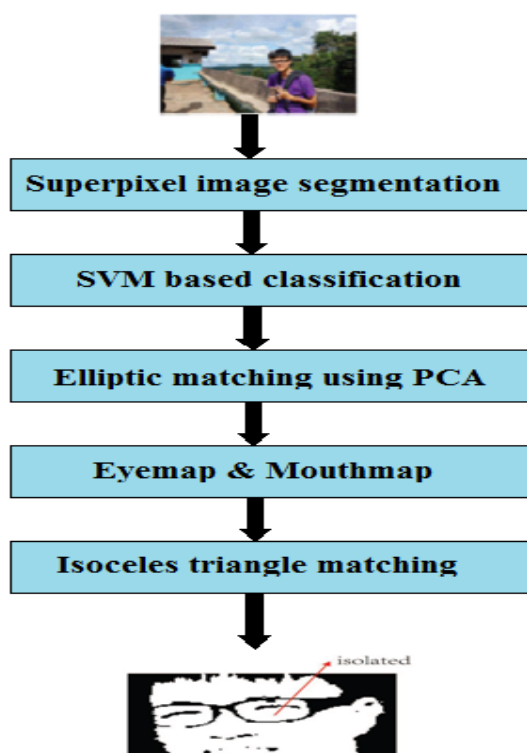 Superpixel image segmentation
SVM based classification
Elliptic matching using PCA
Eyemap & Mouthmap
Isoceles triangle matching
isolated